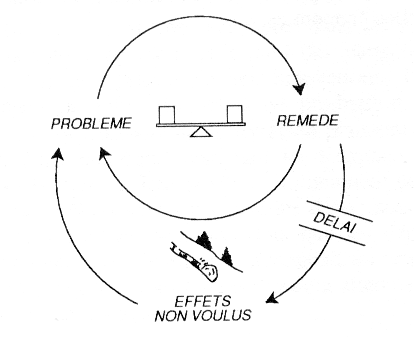 PROBLEME
REMEDE
DELAI
EFFETS
NON VOULUS